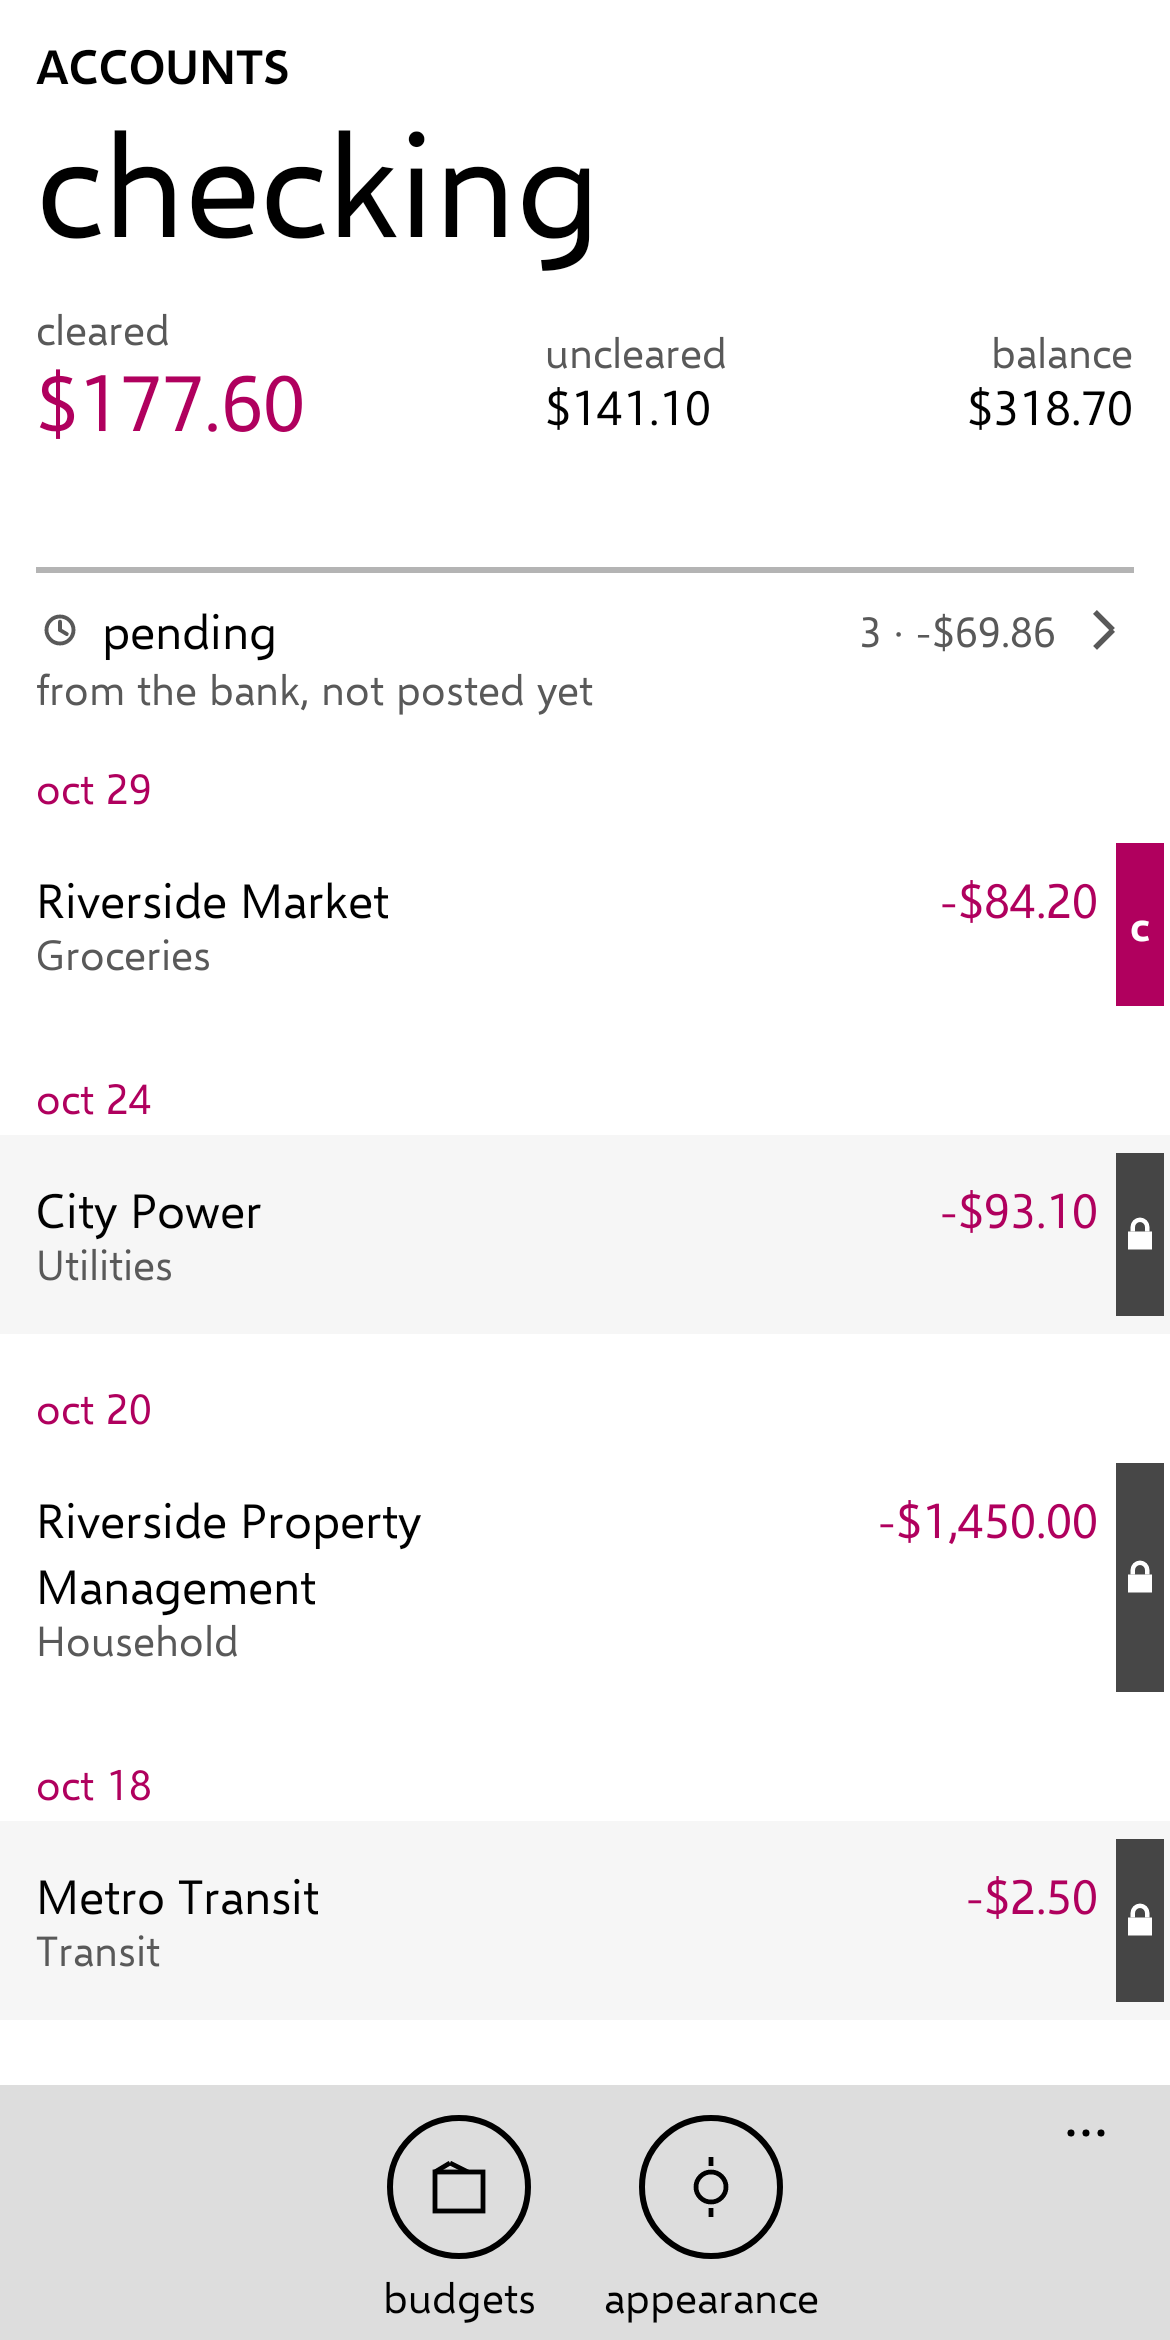 ACCOUNTS
checking
cleared
$177.60
uncleared
$141.10
balance
$318.70
pending
3 · -$69.86
from the bank, not posted yet
oct 29
Riverside Market
-$84.20
Groceries
c
oct 24
City Power
-$93.10
Utilities
oct 20
Riverside Property
Management
-$1,450.00
Household
oct 18
Metro Transit
-$2.50
Transit
...
budgets
appearance